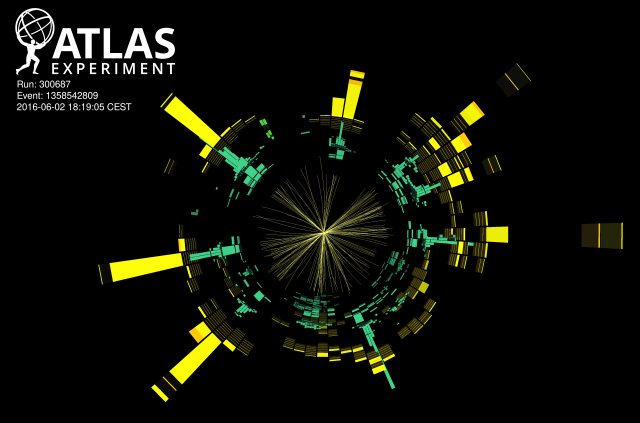 ATLAS
EXPERIMENT
Run: 300687
Event: 1358542809
2016-06-02 18:19:05 CEST